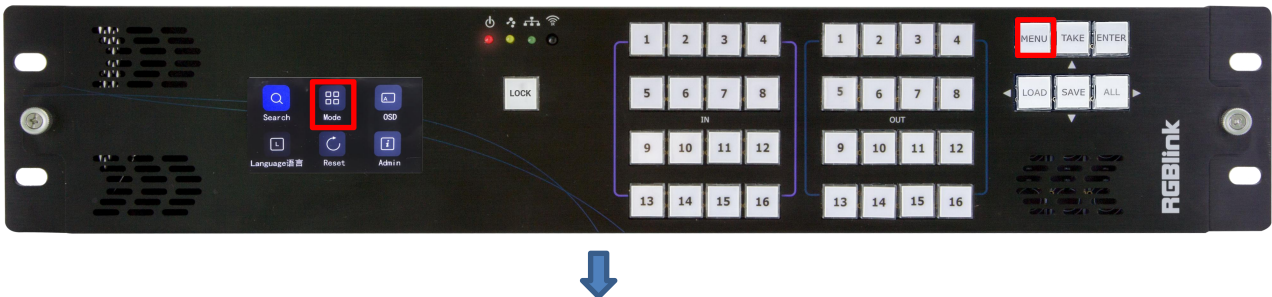 Search Mode OSD
Language语言 Reset Admin
LOCK
1 2 3 4
5 6 7 8
IN
9 10 11 12
13 14 15 16
1 2 3 4
5 6 7 8
OUT
9 10 11 12
13 14 15 16
MENU TAKE ENTER
LOAD SAVE ALL
RGBlink